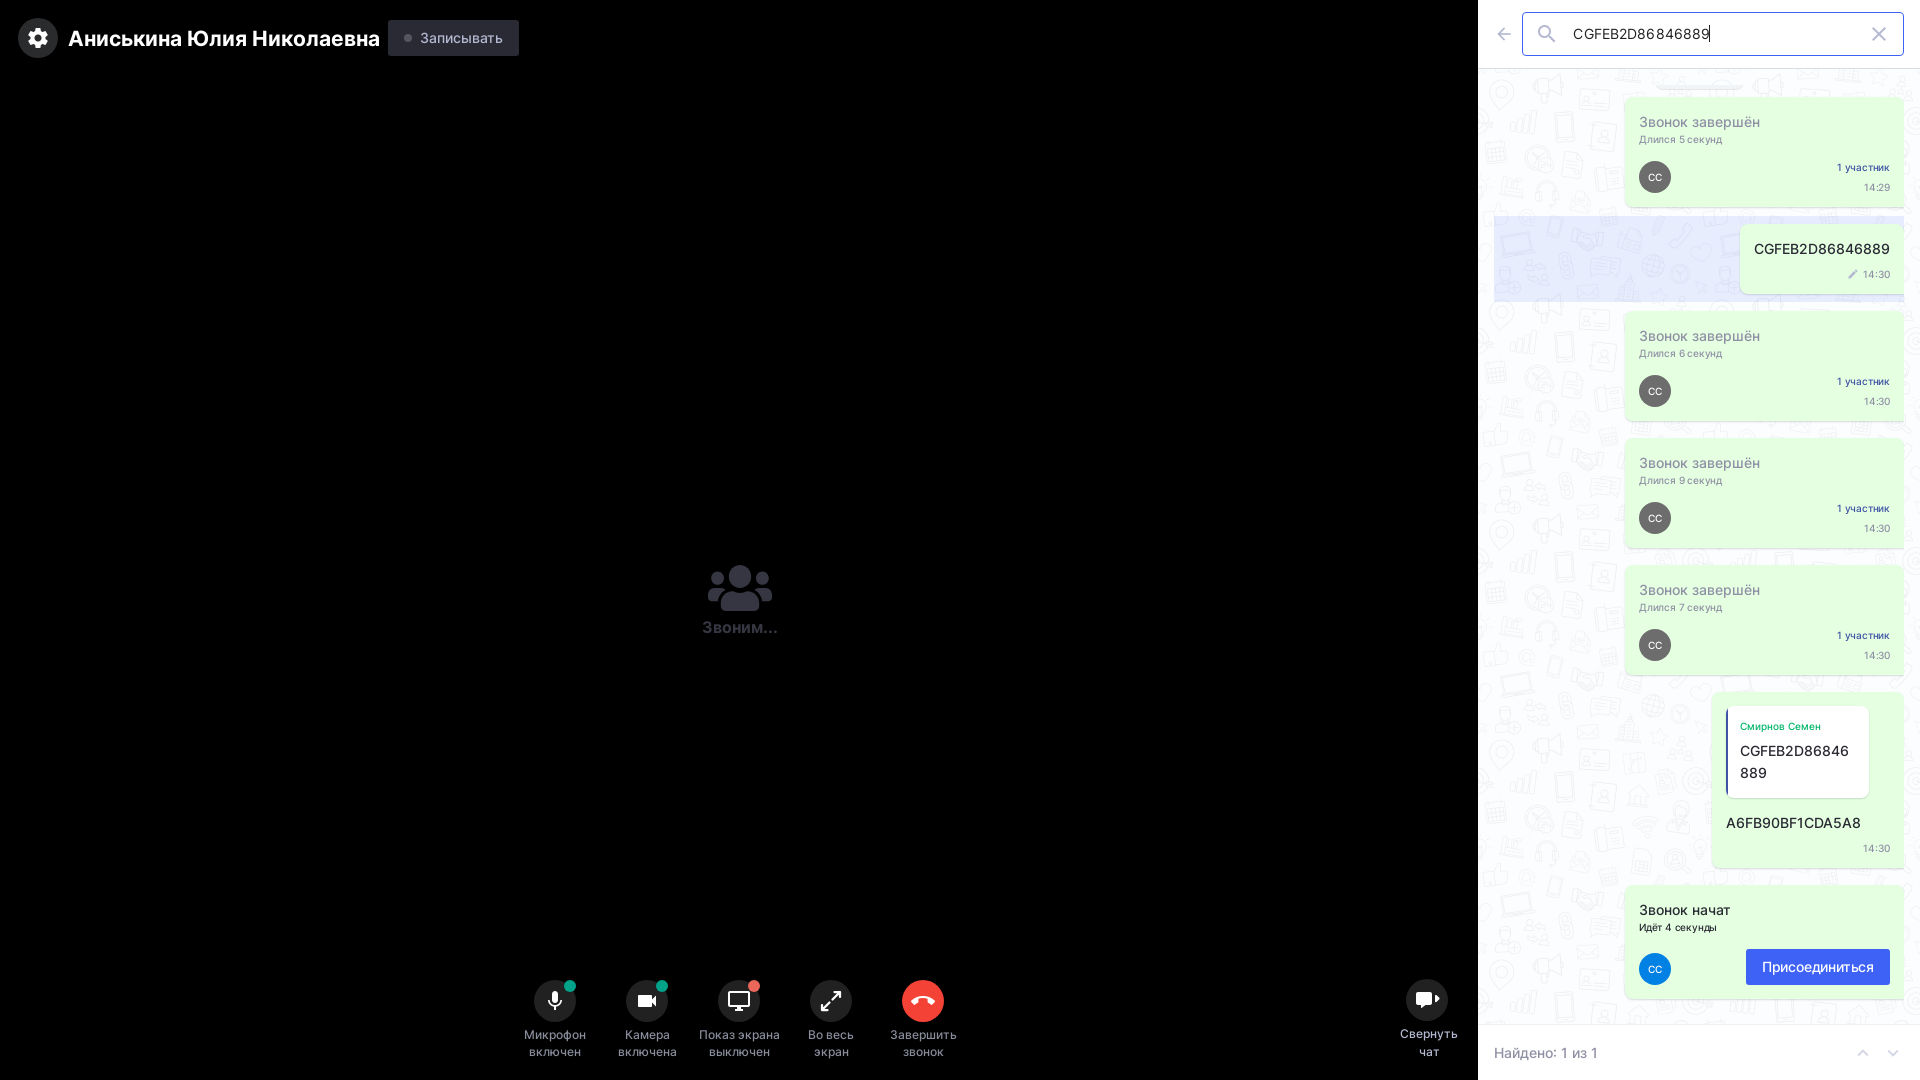 Аниськина Юлия Николаевна
Записывать
Звоним...
Микрофон
включен
Камера
включена
Показ экрана
выключен
Во весь
экран
Завершить
звонок
Свернуть
чат
CGFEB2D86846889
Звонок завершён
Длился 5 секунд
СС
1 участник
14:29
CGFEB2D86846889
14:30
Звонок завершён
Длился 6 секунд
СС
1 участник
14:30
Звонок завершён
Длился 9 секунд
СС
1 участник
14:30
Звонок завершён
Длился 7 секунд
СС
1 участник
14:30
Смирнов Семен
CGFEB2D86846
889
A6FB90BF1CDA5A8
14:30
Звонок начат
Идёт 4 секунды
СС
Присоединиться
Найдено: 1 из 1